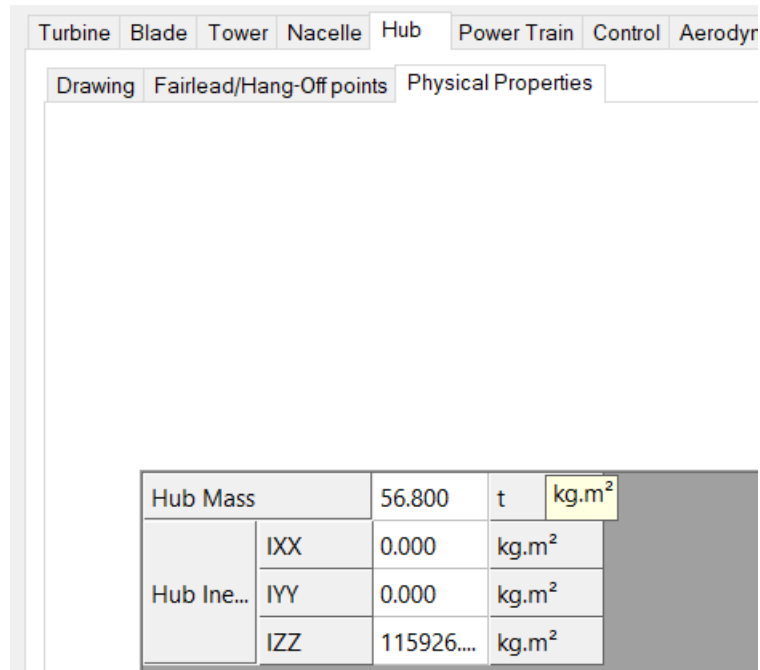 Turbine Blade Tower Nacelle Hub Power Train Control Aerodyn
Drawing Fairlead/Hang-Off points Physical Properties
Hub Mass 56.800 t kg.m²
IXX 0.000 kg.m²
Hub Ine... IYY 0.000 kg.m²
IZZ 115926.... kg.m²